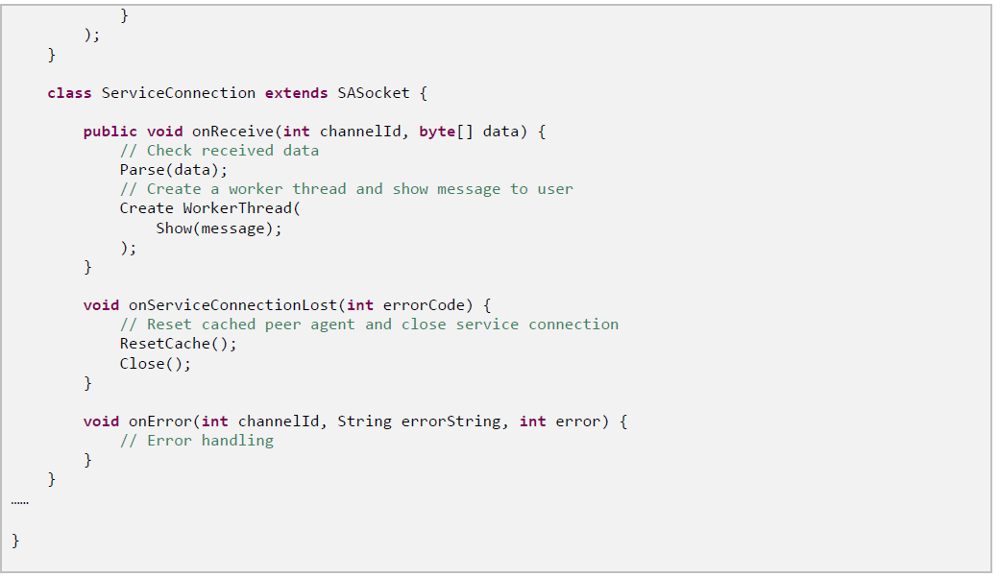 }
        );
    }

    class ServiceConnection extends SASocket {

        public void onReceive(int channelId, byte[] data) {
            // Check received data
            Parse(data);
            // Create a worker thread and show message to user
            Create WorkerThread(
                Show(message);
            );
        }

        void onServiceConnectionLost(int errorCode) {
            // Reset cached peer agent and close service connection
            ResetCache();
            Close();
        }

        void onError(int channelId, String errorString, int error) {
            // Error handling
        }
    }
……

}